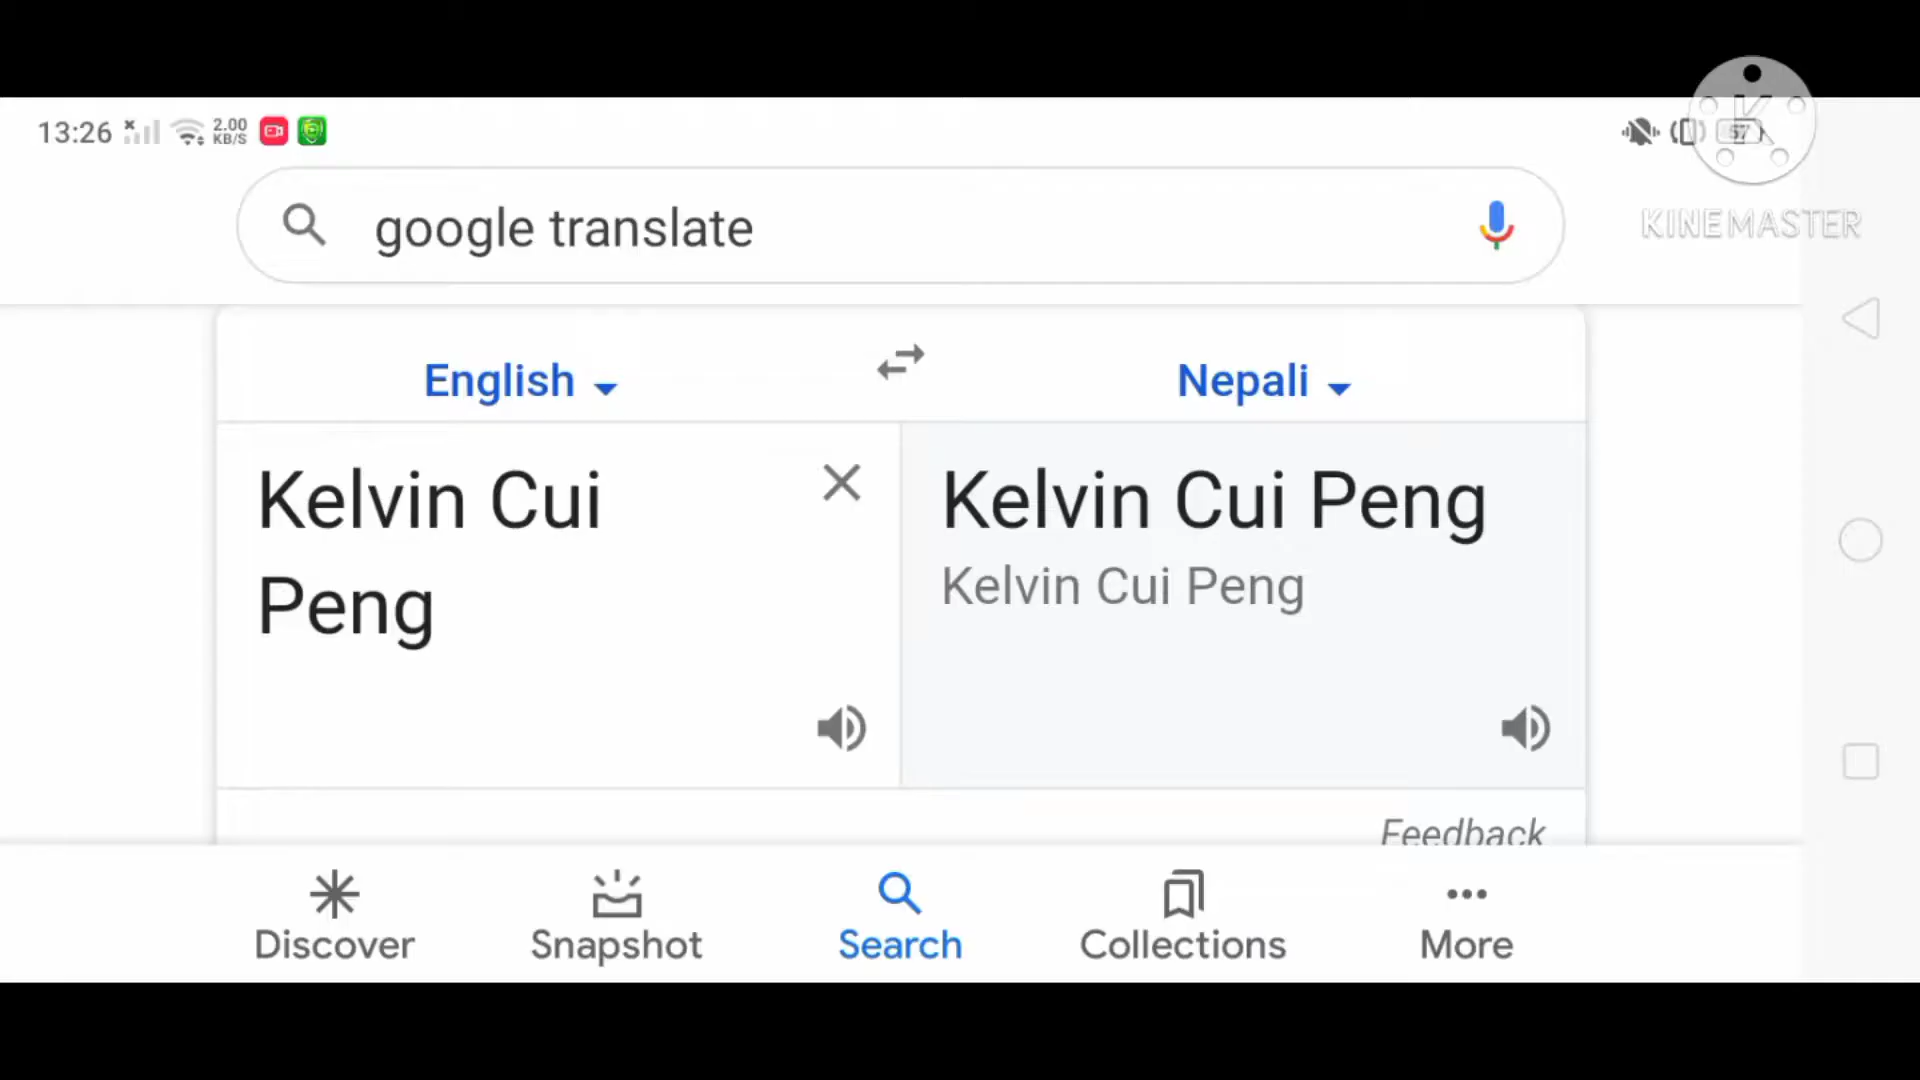 13:26
2.00
KB/S
57
KINEMASTER
google translate
English
Nepali
Kelvin Cui
Peng
Kelvin Cui Peng
Kelvin Cui Peng
Feedback
Discover
Snapshot
Search
Collections
More